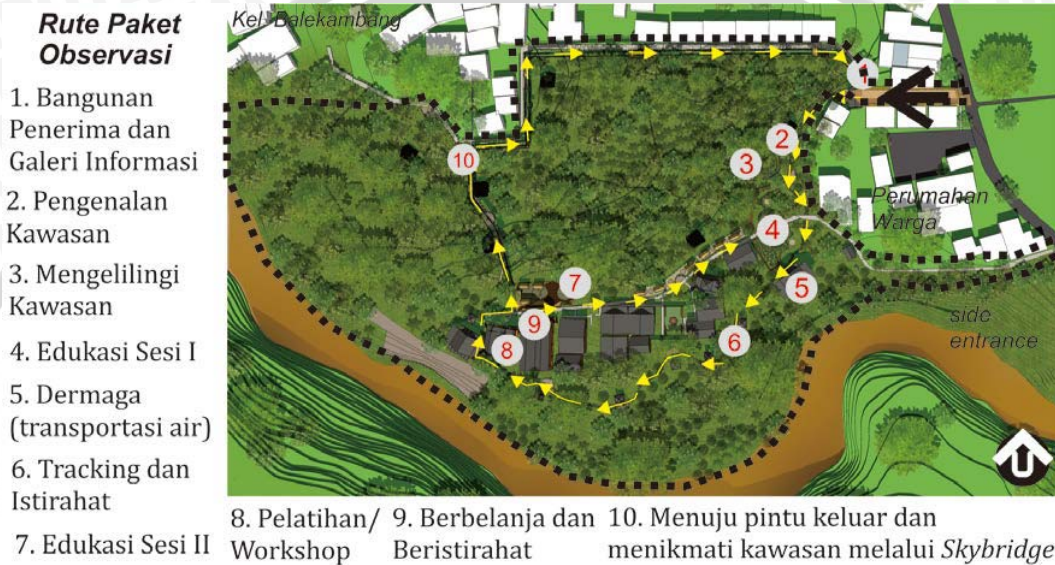 Rute Paket
Observasi
1. Bangunan
Penerima dan
Galeri Informasi
2. Pengenalan
Kawasan
3. Mengelilingi
Kawasan
4. Edukasi Sesi I
5. Dermaga
(transportasi air)
6. Tracking dan
Istirahat
7. Edukasi Sesi II
8. Pelatihan/
Workshop
9. Berbelanja dan
Beristirahat
10. Menuju pintu keluar dan
menikmati kawasan melalui Skybridge
Kel. Balekambang
1
2
3
10
Perumahan
Warga
4
5
7
9
side
entrance
8
6
U